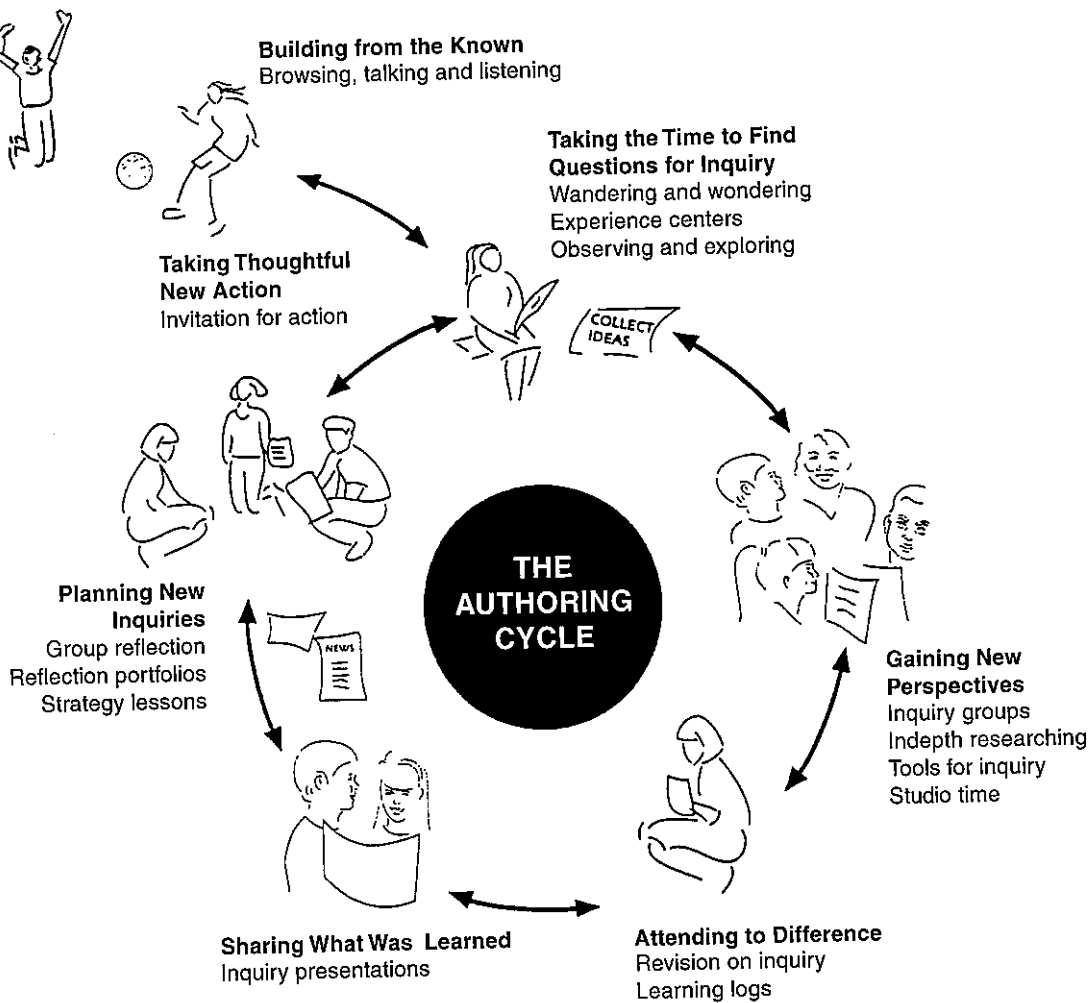 Building from the Known
Browsing, talking and listening
Taking the Time to Find
Questions for Inquiry
Wandering and wondering
Experience centers
Observing and exploring
Taking Thoughtful
New Action
Invitation for action
COLLECT
IDEAS
THE
AUTHORING
CYCLE
Planning New
Inquiries
Group reflection
Reflection portfolios
Strategy lessons
NEWS
Gaining New
Perspectives
Inquiry groups
Indepth researching
Tools for inquiry
Studio time
Sharing What Was Learned
Inquiry presentations
Attending to Difference
Revision on inquiry
Learning logs